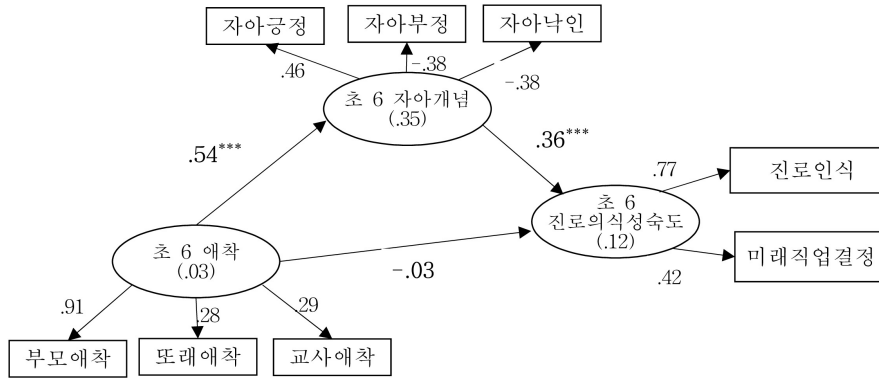 자아긍정
자아부정
자아낙인
.46
-.38
-.38
초 6 자아개념
(.35)
.54***
.36***
.77
진로인식
초 6
진로의식성숙도
(.12)
초 6 애착
(.03)
-.03
미래직업결정
.42
.91
.28
.29
부모애착
또래애착
교사애착